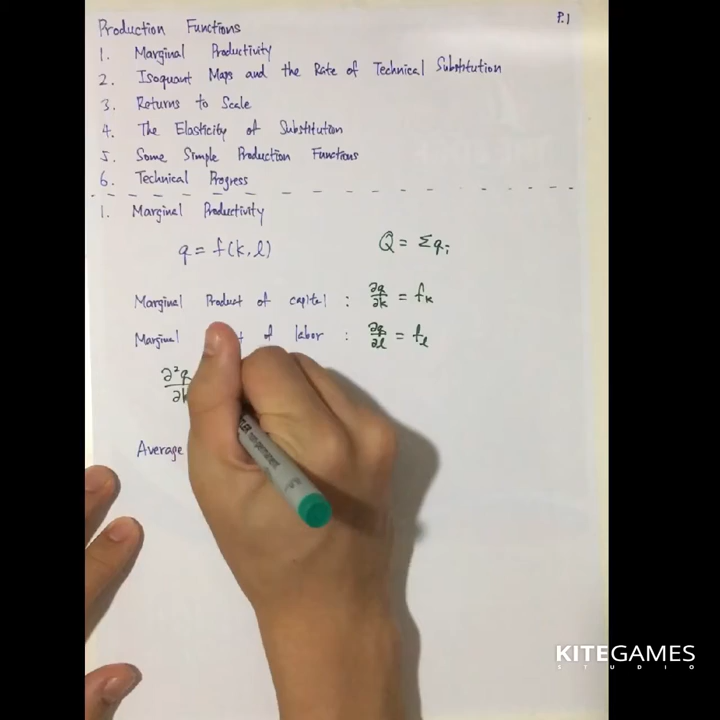 P.1
Production Functions
1. Marginal Productivity
2. Isoquant Maps and the Rate of Technical Substitution
3. Returns to Scale
4. The Elasticity of Substitution
5. Some Simple Production Functions
6. Technical Progress
1. Marginal Productivity
q = f(k, l) Q = Σqᵢ
Marginal Product of capital : ∂q/∂k = fₖ
Marginal of labor : ∂q/∂l = fₗ
∂²q
Average
KITEGAMES
STUDIO